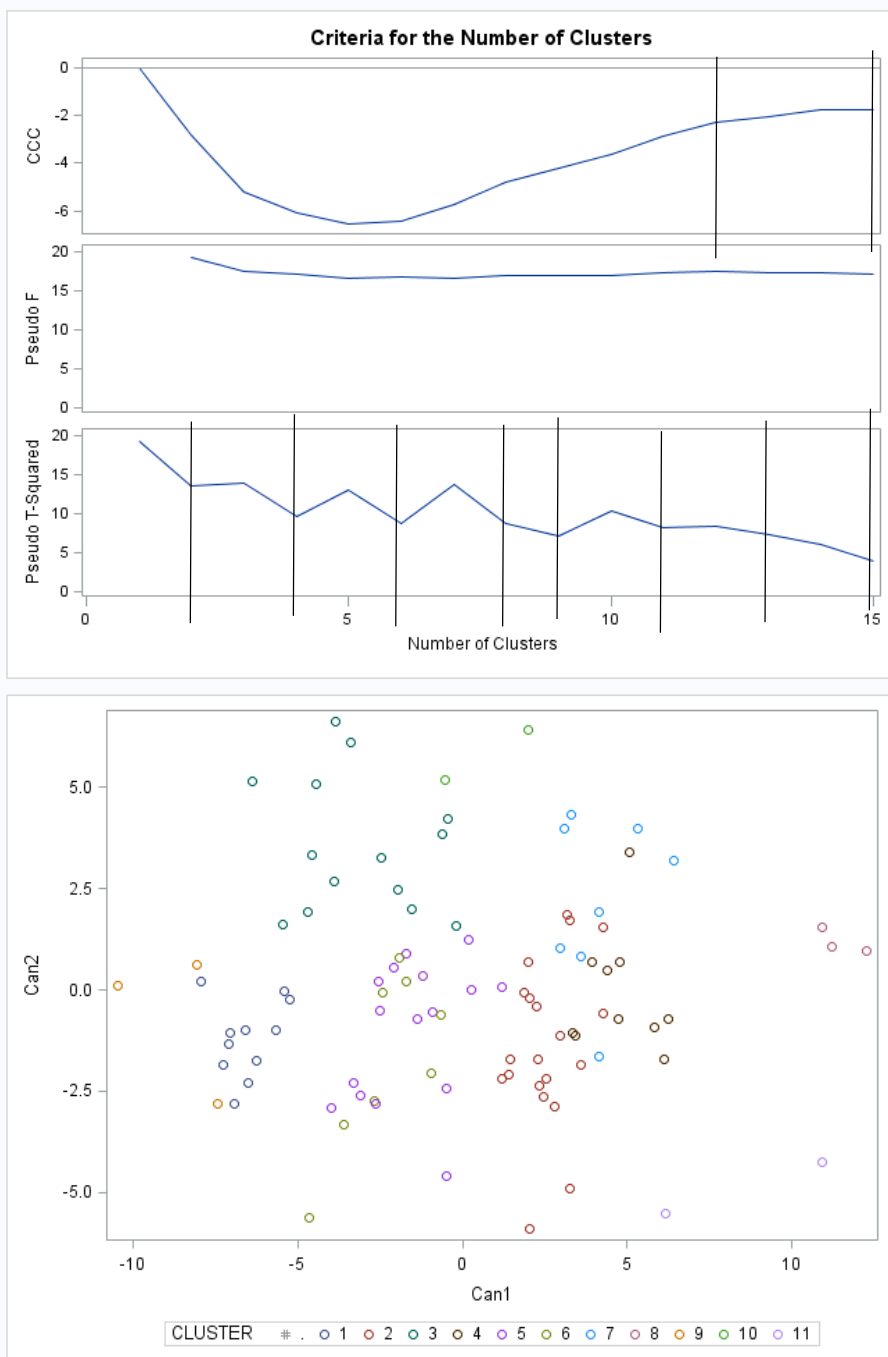 Criteria for the Number of Clusters
0
-2
-4
-6
CCC
20
15
10
5
0
Pseudo F
20
15
10
5
0
Pseudo T-Squared
0 5 10 15
Number of Clusters
5.0
2.5
0.0
-2.5
-5.0
Can2
-10 -5 0 5 10
Can1
CLUSTER # . 1 2 3 4 5 6 7 8 9 10 11